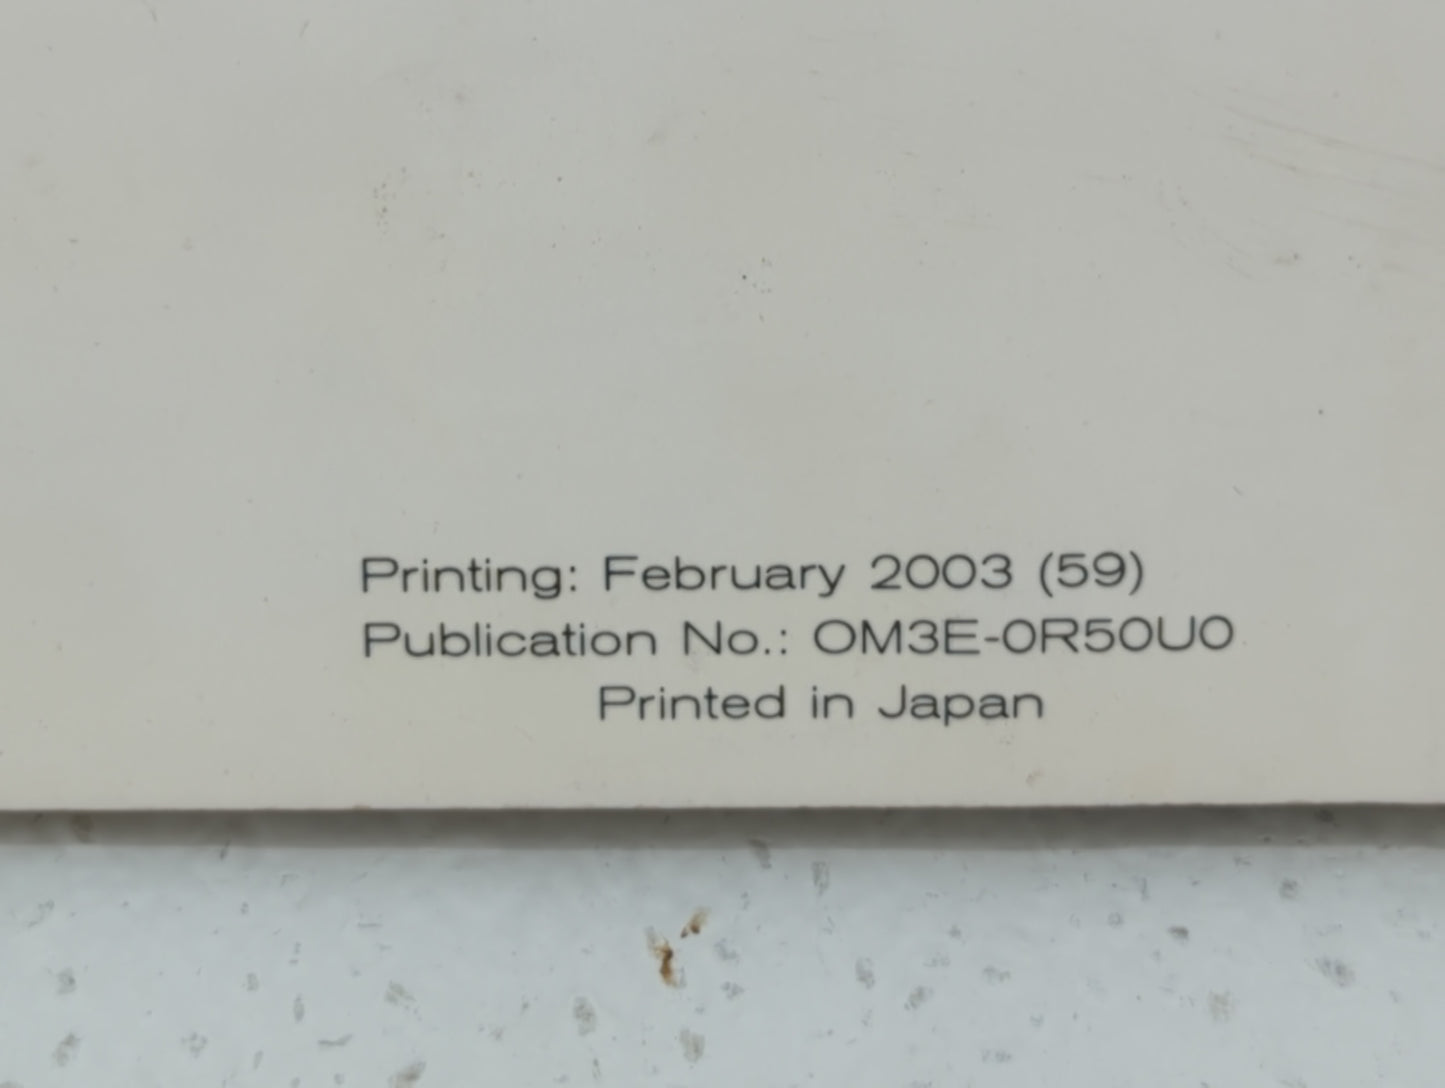 Printing: February 2003 (59)
Publication No.: OM3E-0R50U0
Printed in Japan